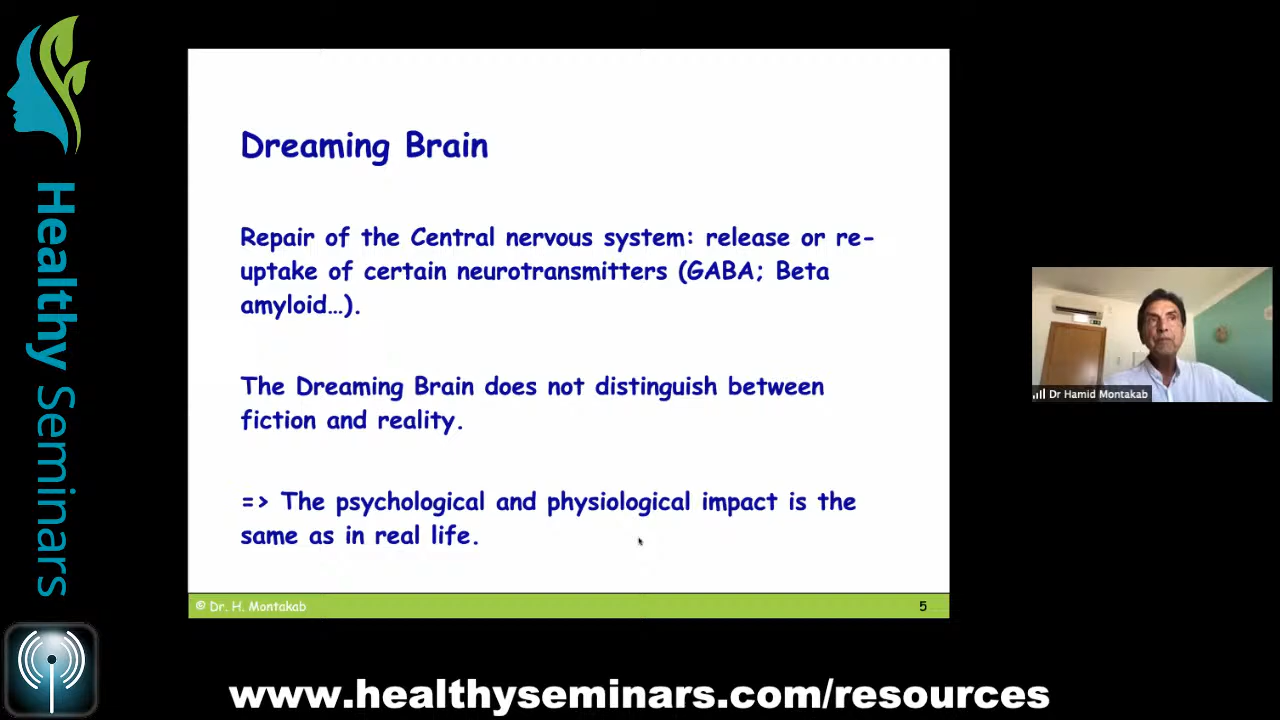 Healthy Seminars
Dreaming Brain
Repair of the Central nervous system: release or re-
uptake of certain neurotransmitters (GABA; Beta
amyloid…).
The Dreaming Brain does not distinguish between
fiction and reality.
=> The psychological and physiological impact is the
same as in real life.
© Dr. H. Montakab
5
Dr Hamid Montakab
www.healthyseminars.com/resources